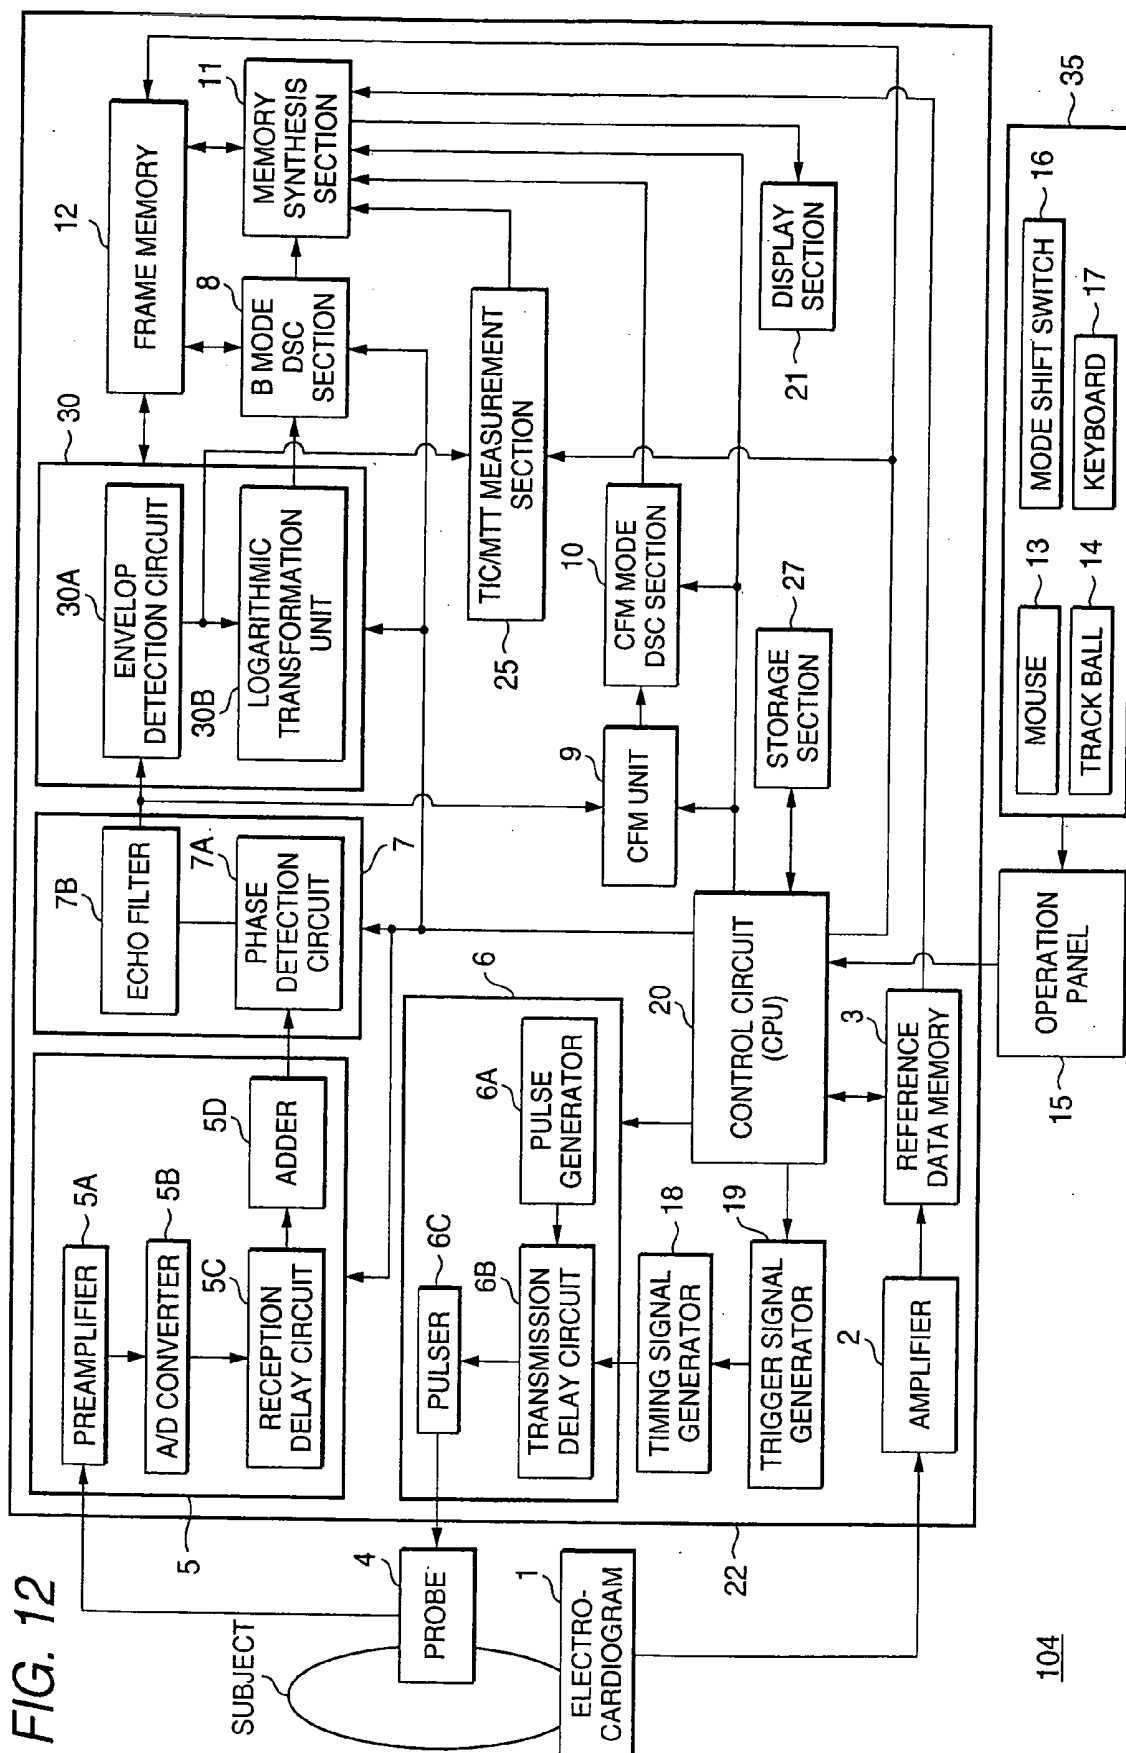 FIG. 12
SUBJECT
4
PROBE
1
ELECTRO-
CARDIOGRAM
22
5
PREAMPLIFIER
5A
A/D CONVERTER
5B
RECEPTION
DELAY CIRCUIT
5C
ADDER
5D
7B
ECHO FILTER
7A
PHASE
DETECTION
CIRCUIT
7
30
30A
ENVELOP
DETECTION CIRCUIT
30B
LOGARITHMIC
TRANSFORMATION
UNIT
12
FRAME MEMORY
8
B MODE
DSC
SECTION
11
MEMORY
SYNTHESIS
SECTION
6
6C
PULSER
6B
TRANSMISSION
DELAY CIRCUIT
6A
PULSE
GENERATOR
18
TIMING SIGNAL
GENERATOR
19
TRIGGER SIGNAL
GENERATOR
20
CONTROL CIRCUIT
(CPU)
9
CFM UNIT
10
CFM MODE
DSC SECTION
25
TIC/MTT MEASUREMENT
SECTION
27
STORAGE
SECTION
21
DISPLAY
SECTION
2
AMPLIFIER
3
REFERENCE
DATA MEMORY
15
OPERATION
PANEL
35
MOUSE
13
TRACK BALL
14
MODE SHIFT SWITCH
16
KEYBOARD
17
104